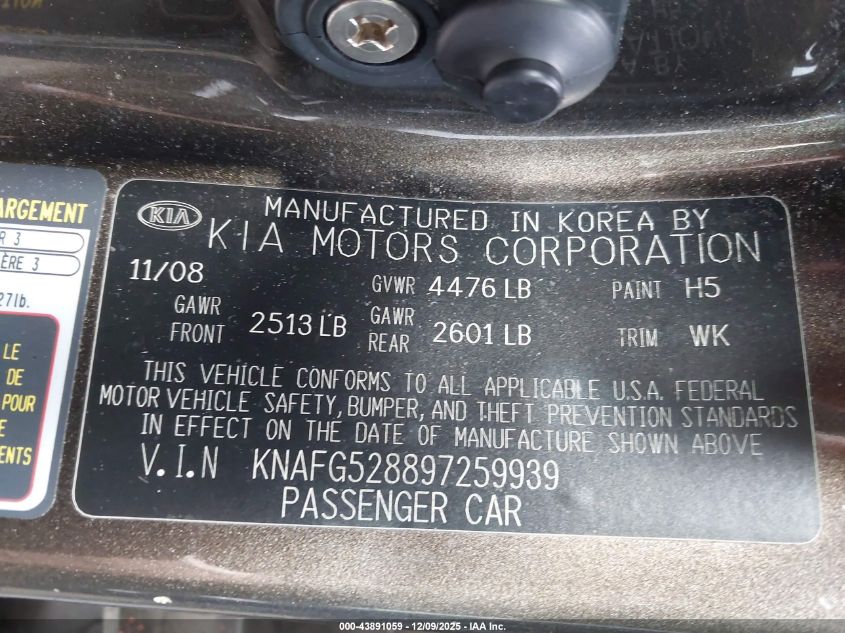 ARGEMENT
R 3
ÈRE 3
27lb.
LE
DE
POUR
E
ENTS
KIA
MANUFACTURED IN KOREA BY
KIA MOTORS CORPORATION
11/08 GVWR 4476 LB PAINT H5
GAWR FRONT 2513 LB GAWR REAR 2601 LB TRIM WK
THIS VEHICLE CONFORMS TO ALL APPLICABLE U.S.A. FEDERAL
MOTOR VEHICLE SAFETY, BUMPER, AND THEFT PREVENTION STANDARDS
IN EFFECT ON THE DATE OF MANUFACTURE SHOWN ABOVE
V.I.N KNAFG528897259939
PASSENGER CAR
000-43891059 - 12/09/2025 - IAA Inc.